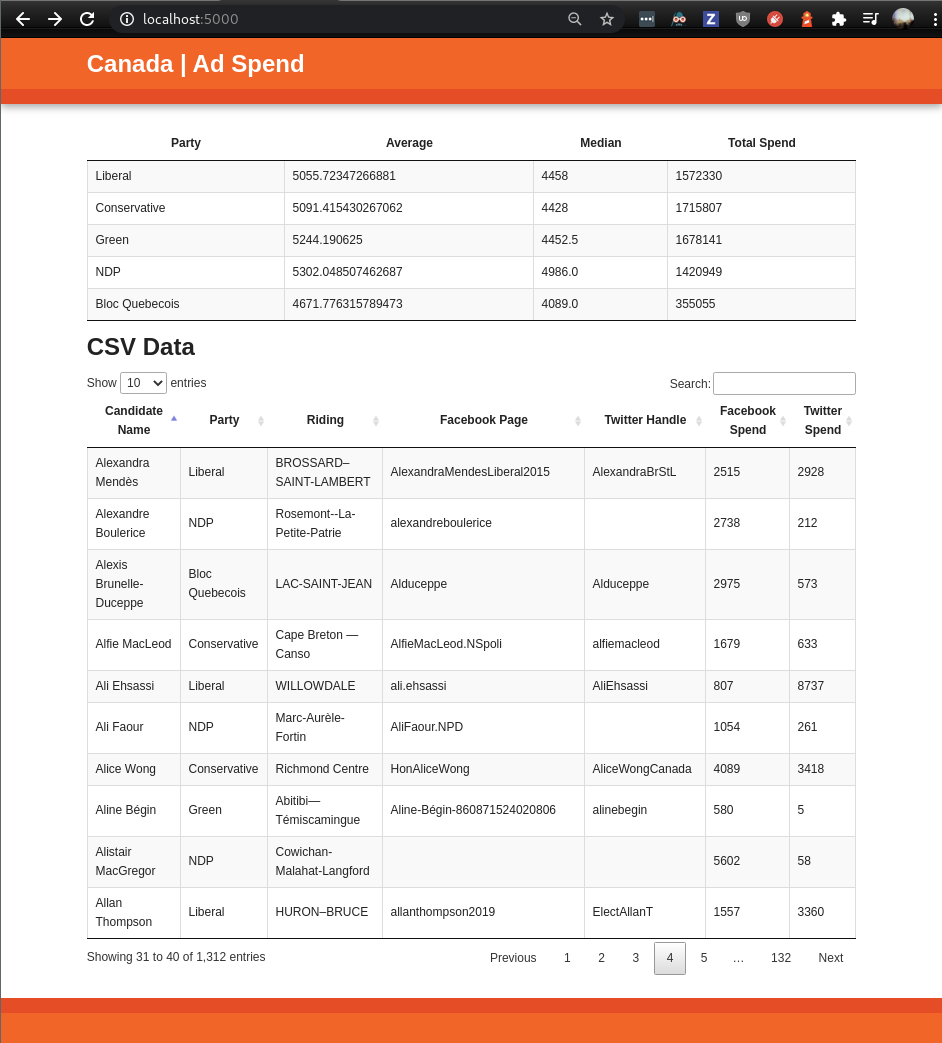 localhost:5000
Canada | Ad Spend
Party Average Median Total Spend
Liberal 5055.72347266881 4458 1572330
Conservative 5091.415430267062 4428 1715807
Green 5244.190625 4452.5 1678141
NDP 5302.048507462687 4986.0 1420949
Bloc Quebecois 4671.776315789473 4089.0 355055
CSV Data
Show 10 entries Search:
Candidate Name Party Riding Facebook Page Twitter Handle Facebook Spend Twitter Spend
Alexandra Mendès Liberal BROSSARD–SAINT-LAMBERT AlexandraMendesLiberal2015 AlexandraBrStL 2515 2928
Alexandre Boulerice NDP Rosemont--La-Petite-Patrie alexandreboulerice 2738 212
Alexis Brunelle-Duceppe Bloc Quebecois LAC-SAINT-JEAN Alduceppe Alduceppe 2975 573
Alfie MacLeod Conservative Cape Breton — Canso AlfieMacLeod.NSpoli alfiemacleod 1679 633
Ali Ehsassi Liberal WILLOWDALE ali.ehsassi AliEhsassi 807 8737
Ali Faour NDP Marc-Aurèle-Fortin AliFaour.NPD 1054 261
Alice Wong Conservative Richmond Centre HonAliceWong AliceWongCanada 4089 3418
Aline Bégin Green Abitibi—Témiscamingue Aline-Bégin-860871524020806 alinebegin 580 5
Alistair MacGregor NDP Cowichan-Malahat-Langford 5602 58
Allan Thompson Liberal HURON–BRUCE allanthompson2019 ElectAllanT 1557 3360
Showing 31 to 40 of 1,312 entries Previous 1 2 3 4 5 … 132 Next